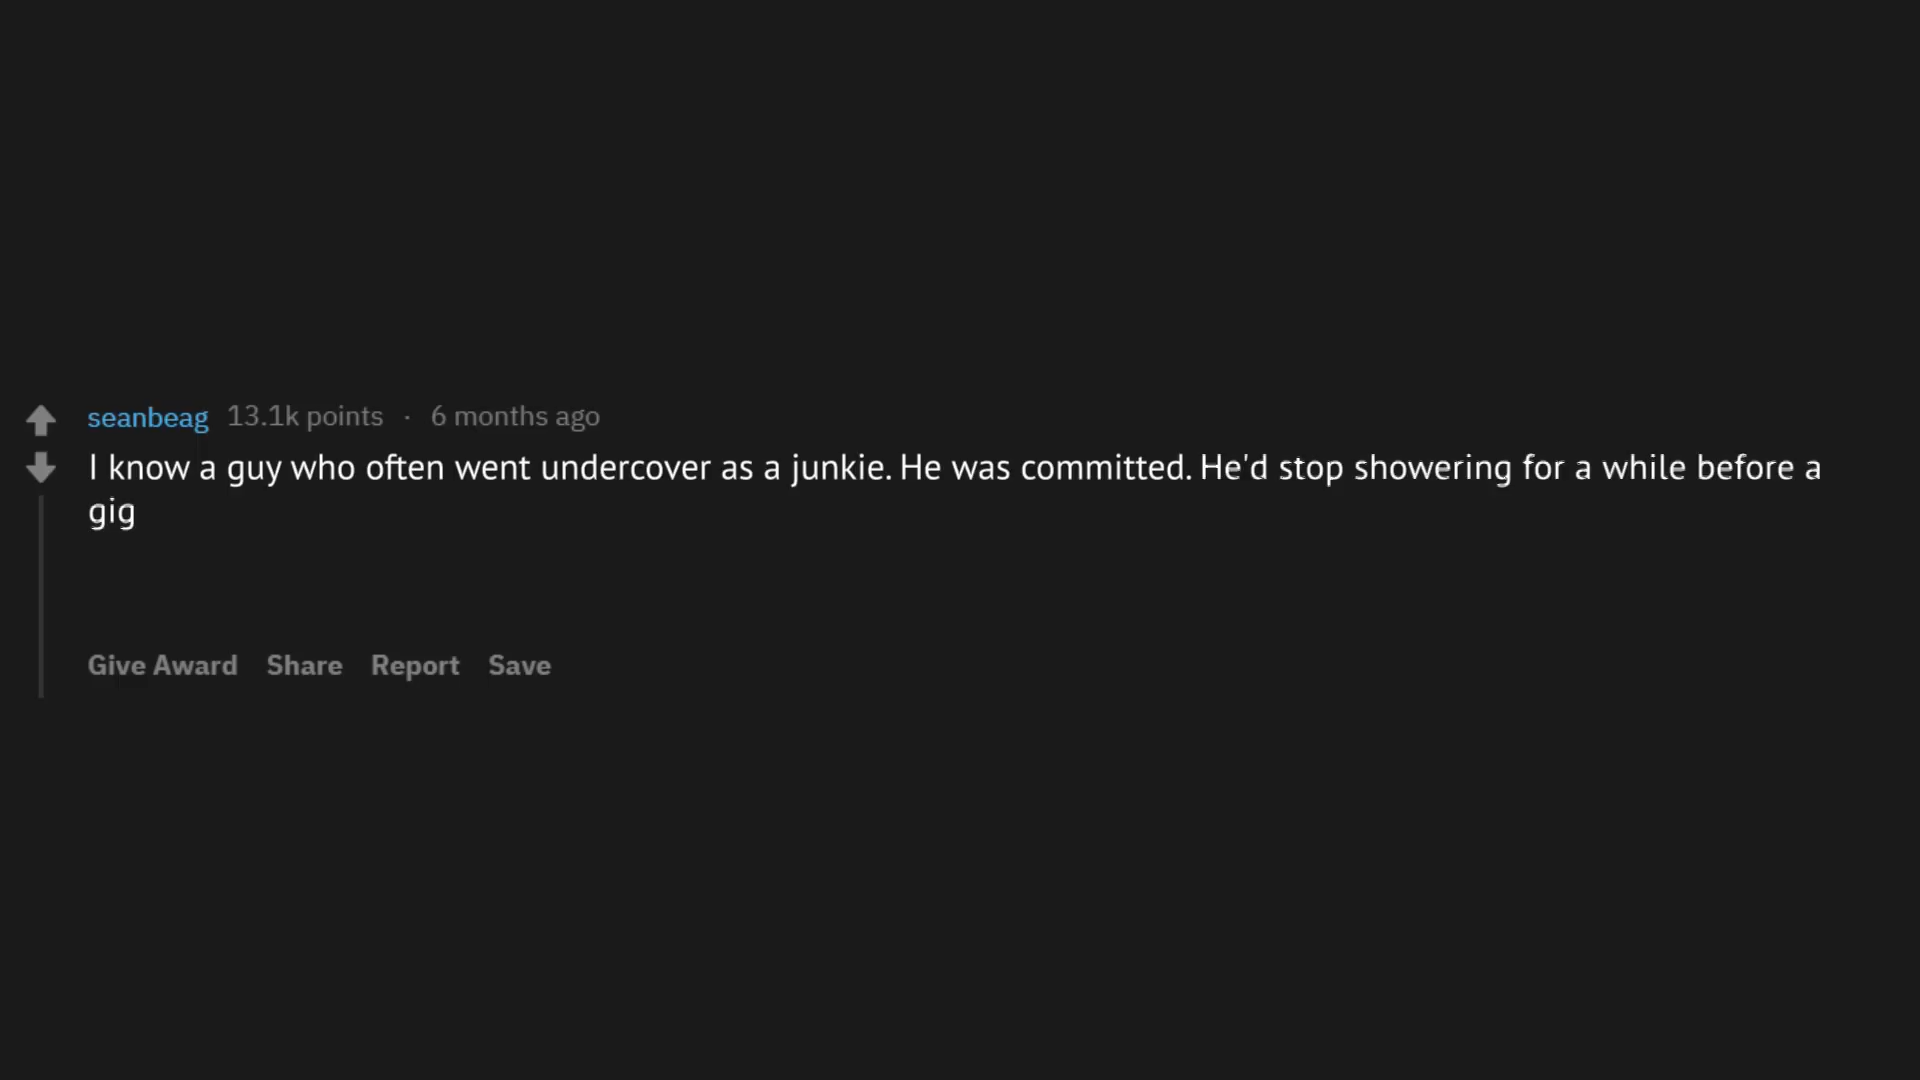 seanbeag 13.1k points · 6 months ago
I know a guy who often went undercover as a junkie. He was committed. He'd stop showering for a while before a
gig
Give Award Share Report Save